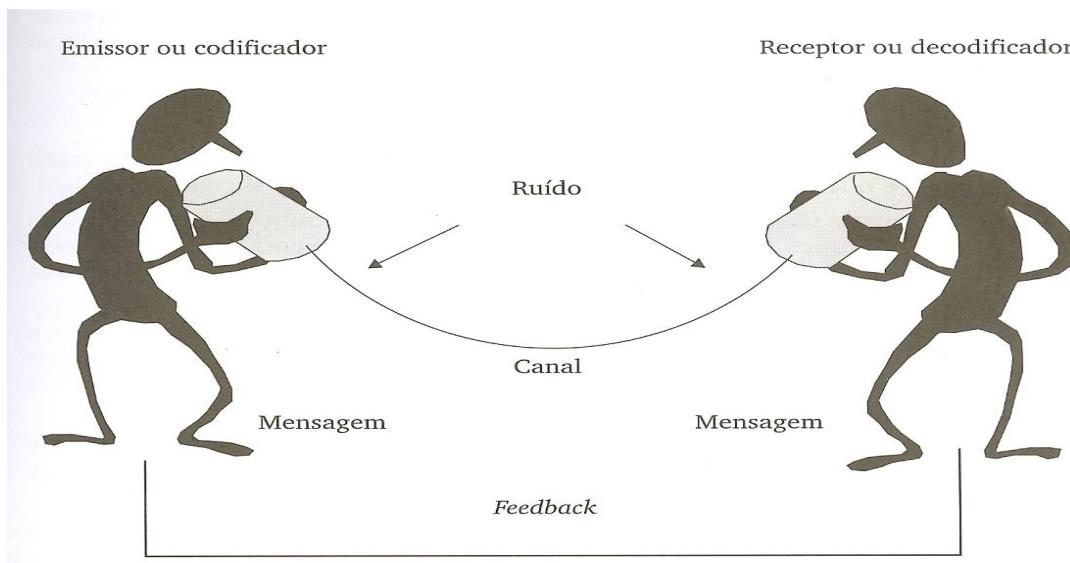 Emissor ou codificador
Receptor ou decodificador
Ruído
Canal
Mensagem
Mensagem
Feedback